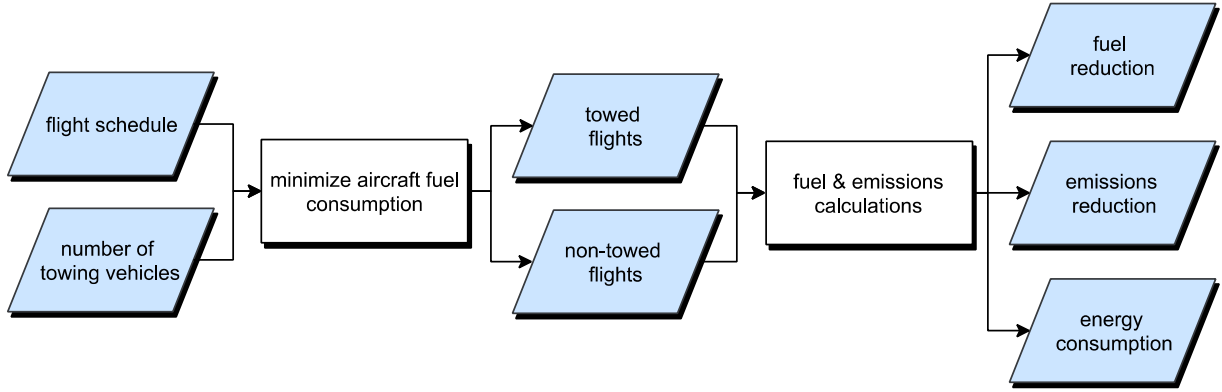 flight schedule
number of
towing vehicles
minimize aircraft fuel
consumption
towed
flights
non-towed
flights
fuel & emissions
calculations
fuel
reduction
emissions
reduction
energy
consumption